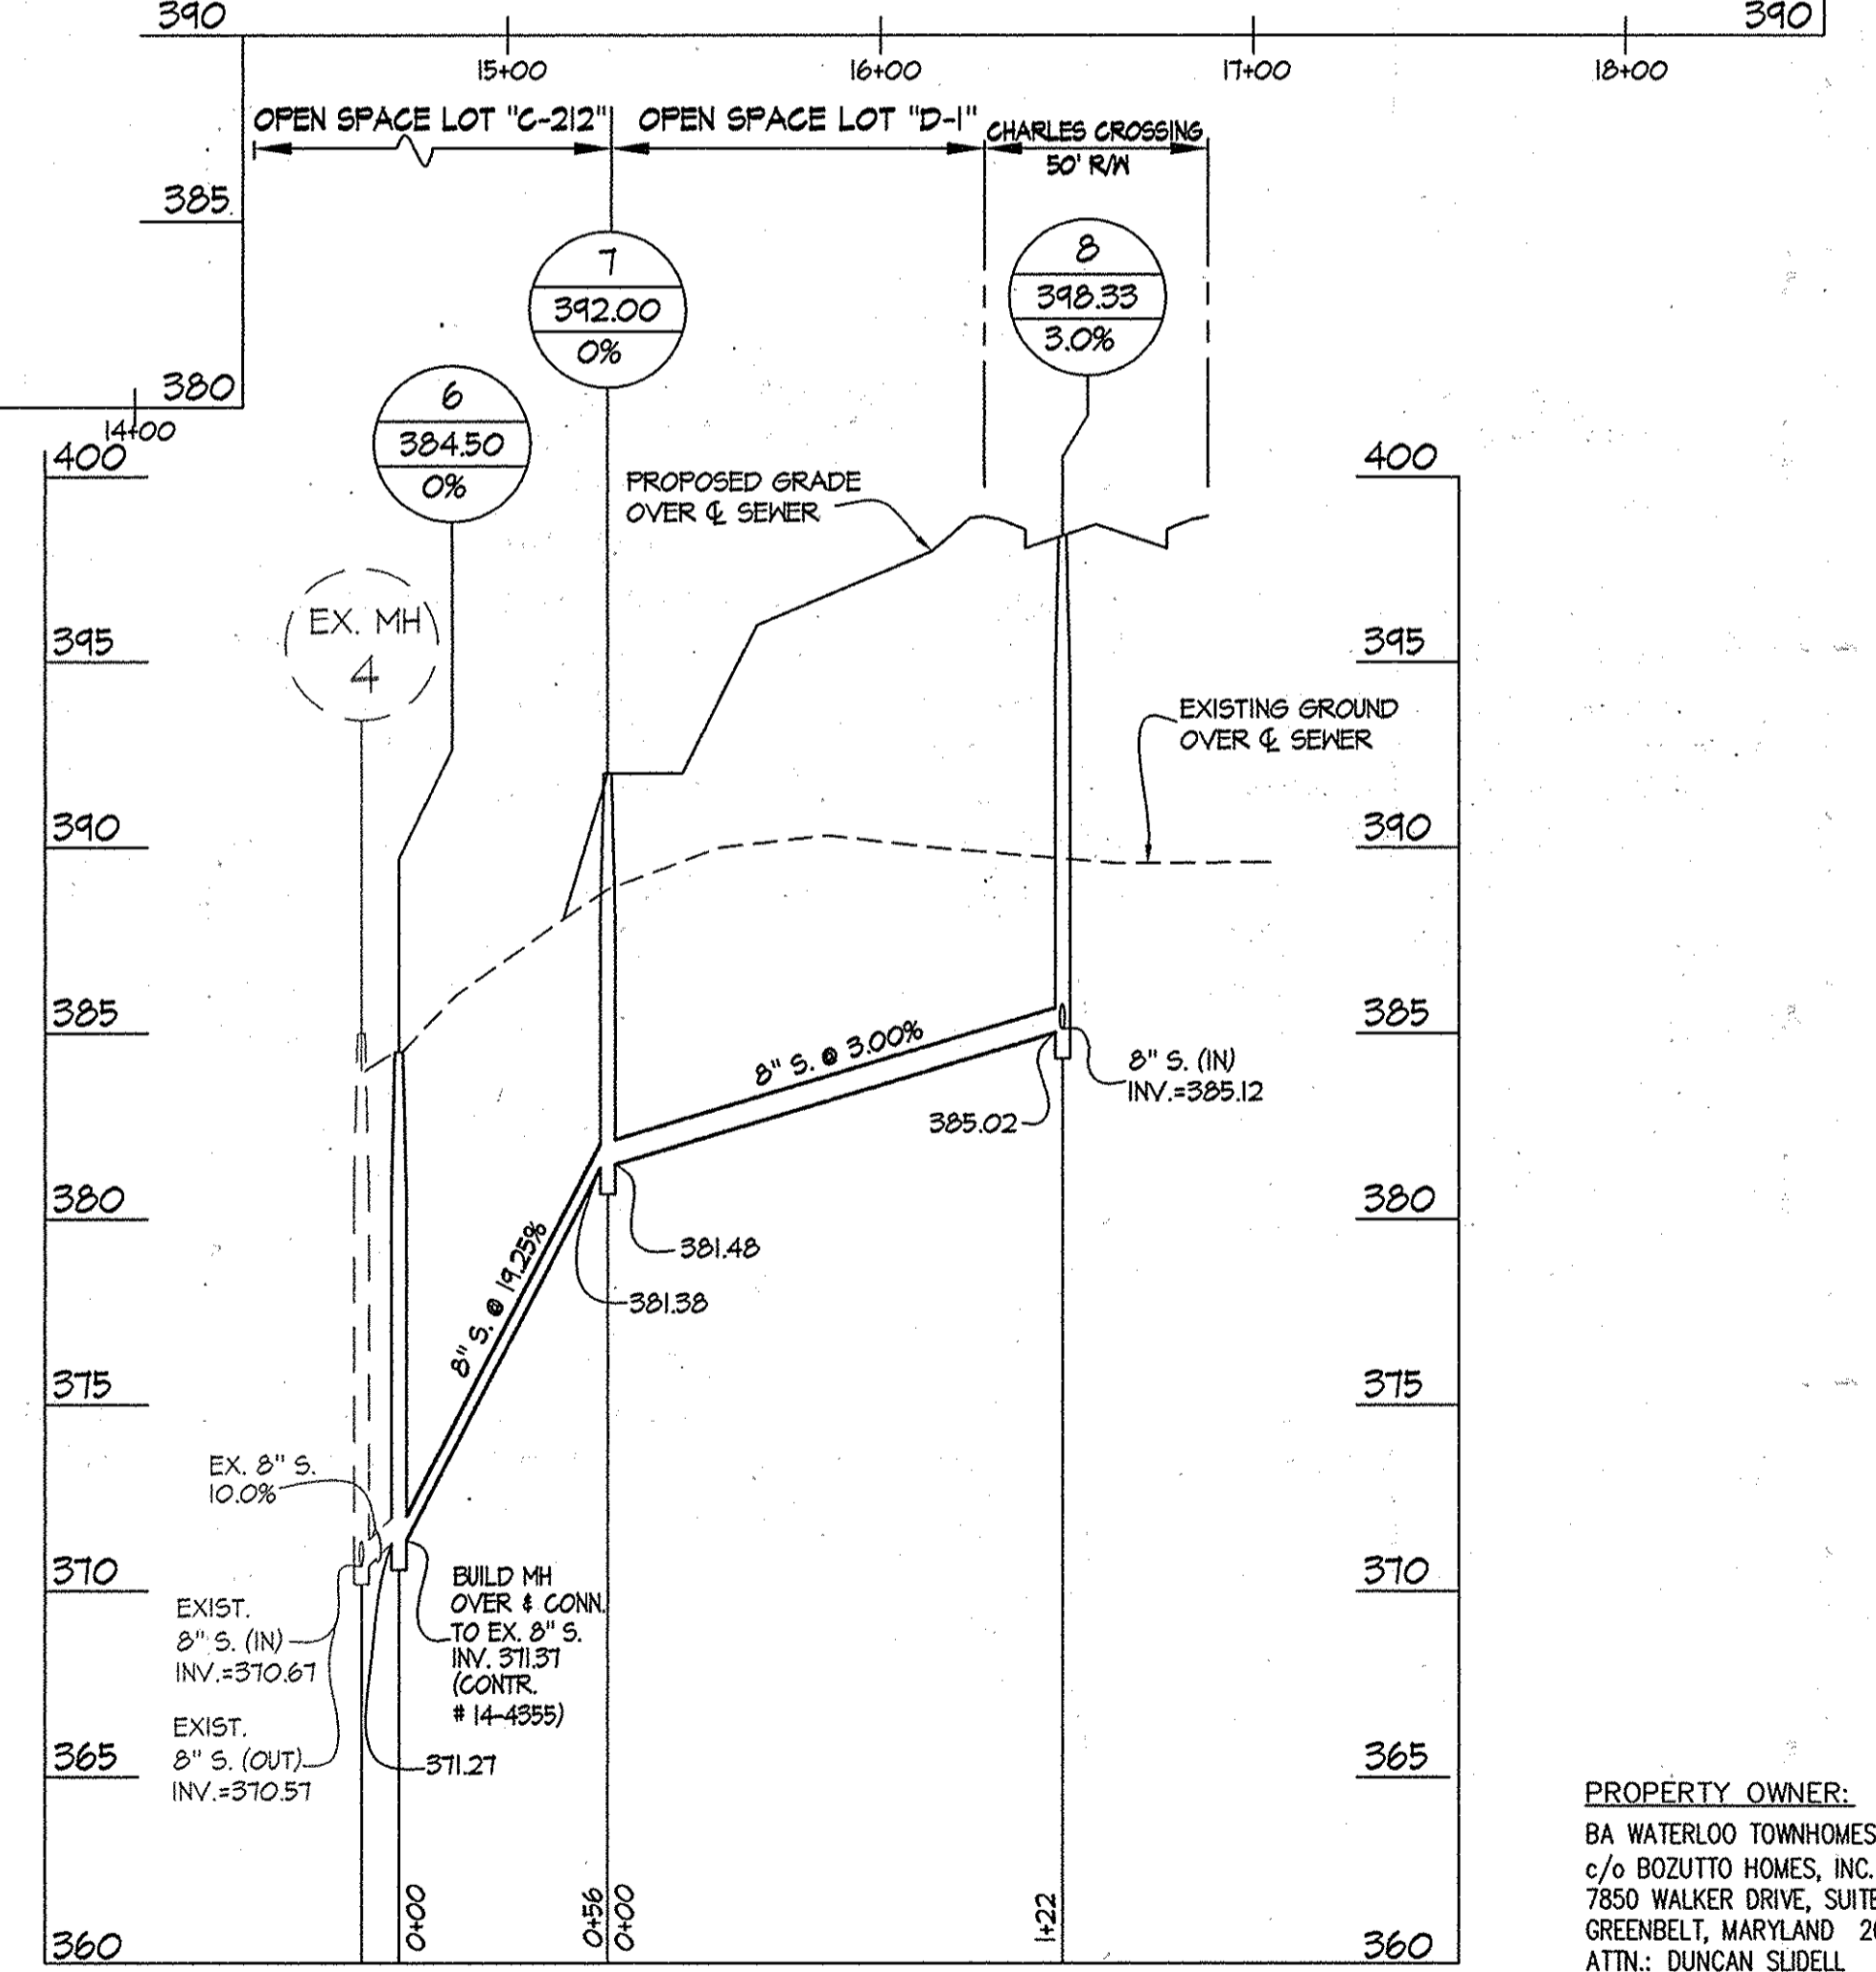 390
390
15+00
16+00
17+00
18+00
OPEN SPACE LOT "C-212"
OPEN SPACE LOT "D-1"
CHARLES CROSSING
50' R/W
385
380
14+00
7
392.00
0%
8
398.33
3.0%
6
384.50
0%
EX. MH
4
PROPOSED GRADE
OVER ℄ SEWER
EXISTING GROUND
OVER ℄ SEWER
400
395
390
385
380
375
370
365
360
400
395
390
385
380
375
370
365
360
8" S. @ 3.00%
8" S. (IN)
INV.=385.12
385.02
381.48
381.38
8" S. @ 19.25%
EX. 8" S.
10.0%
EXIST.
8" S. (IN)
INV.=370.67
EXIST.
8" S. (OUT)
INV.=370.57
BUILD MH
OVER & CONN.
TO EX. 8" S.
INV. 371.37
(CONTR.
# 14-4355)
371.27
0+00
0+56
0+00
1+22
PROPERTY OWNER:
BA WATERLOO TOWNHOMES
c/o BOZUTTO HOMES, INC.
7850 WALKER DRIVE, SUITE
GREENBELT, MARYLAND 20
ATTN.: DUNCAN SLIDELL